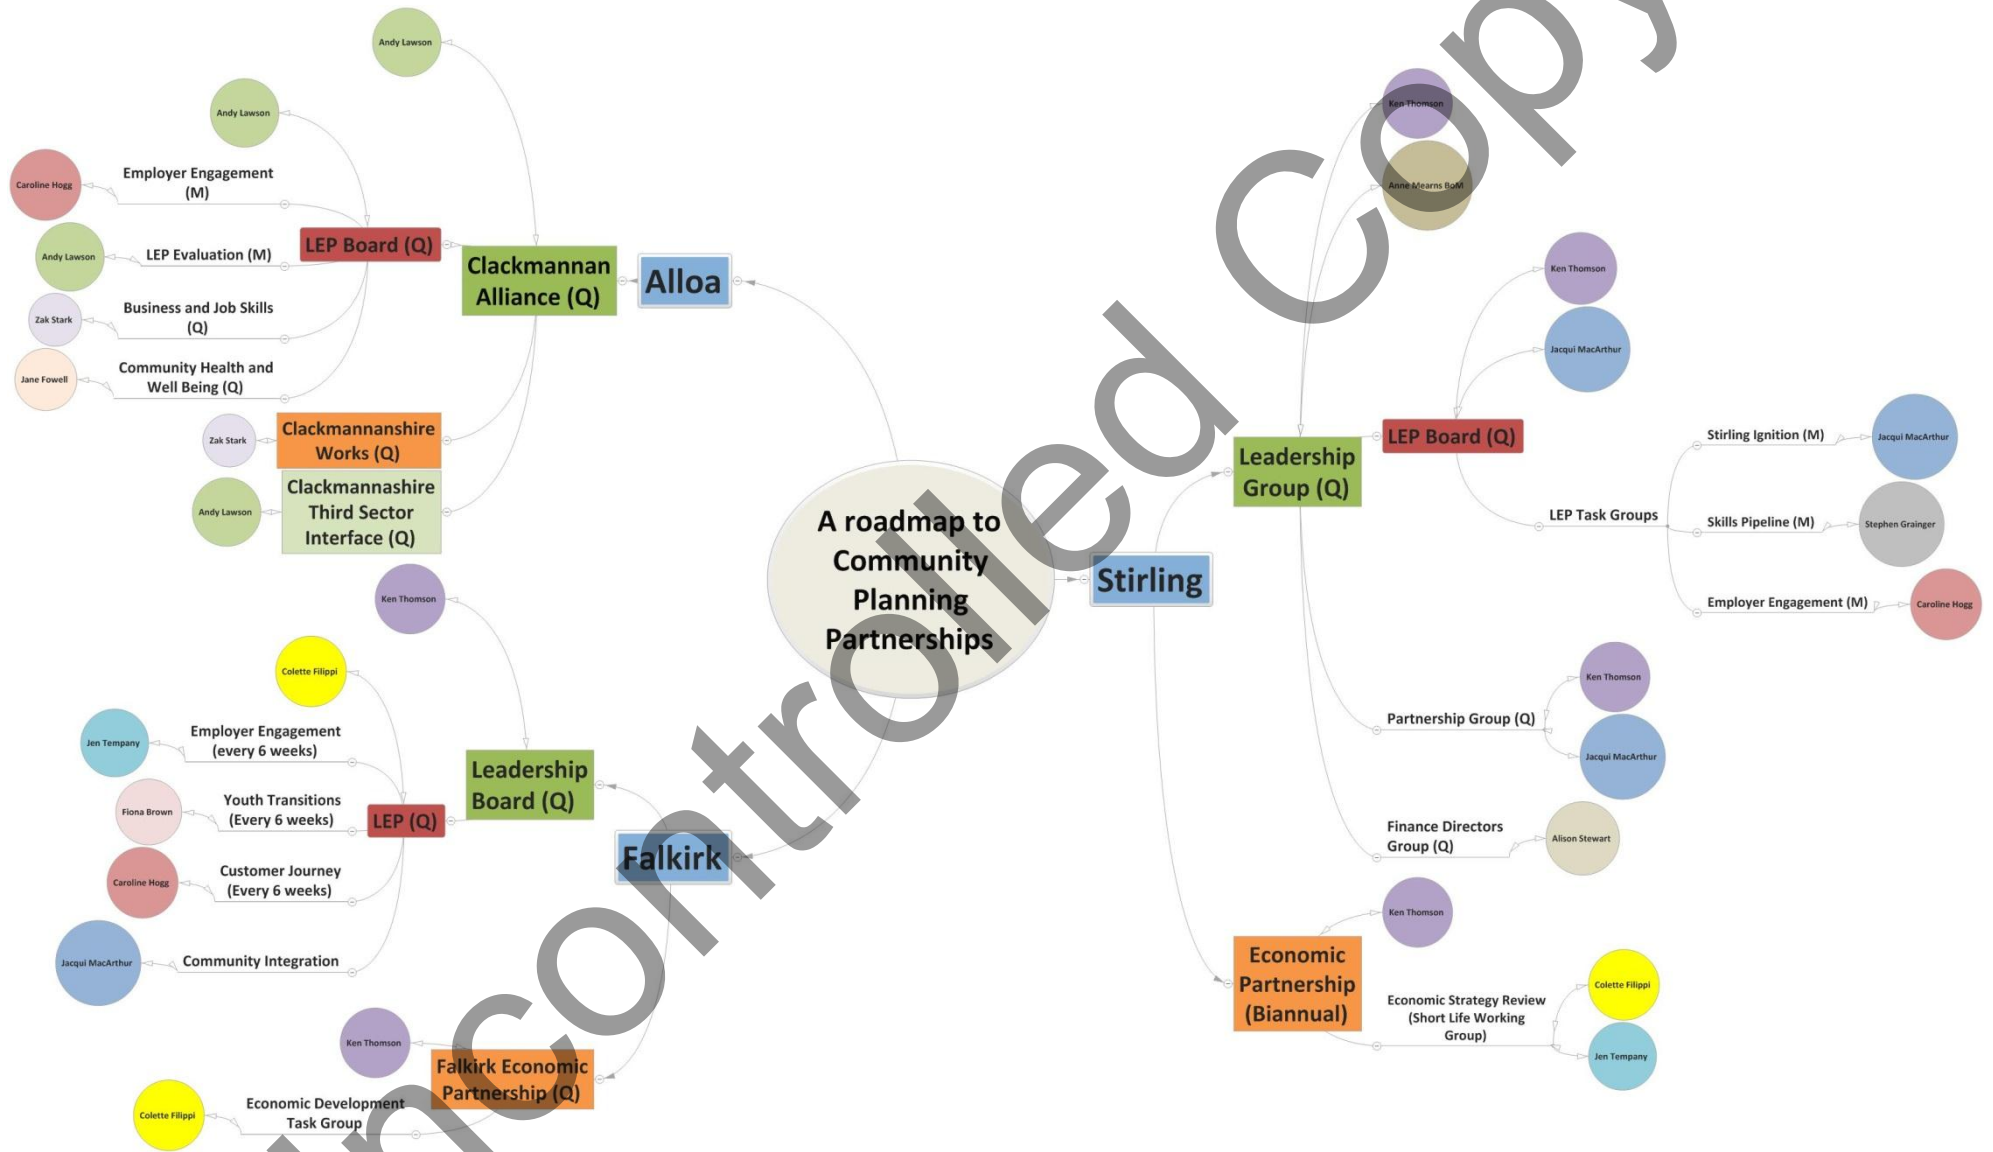 A roadmap to
Community
Planning
Partnerships
Alloa
Clackmannan
Alliance (Q)
Andy Lawson
LEP Board (Q)
Andy Lawson
Employer Engagement
(M)
Caroline Hogg
LEP Evaluation (M)
Andy Lawson
Business and Job Skills
(Q)
Zak Stark
Community Health and
Well Being (Q)
Jane Fowell
Clackmannanshire
Works (Q)
Zak Stark
Clackmannashire
Third Sector
Interface (Q)
Andy Lawson
Falkirk
Leadership
Board (Q)
Ken Thomson
LEP (Q)
Colette Filippi
Employer Engagement
(every 6 weeks)
Jen Tempany
Youth Transitions
(Every 6 weeks)
Fiona Brown
Customer Journey
(Every 6 weeks)
Caroline Hogg
Community Integration
Jacqui MacArthur
Falkirk Economic
Partnership (Q)
Ken Thomson
Economic Development
Task Group
Colette Filippi
Stirling
Leadership
Group (Q)
Ken Thomson
Anne Mearns BoM
LEP Board (Q)
Ken Thomson
Jacqui MacArthur
LEP Task Groups
Stirling Ignition (M)
Jacqui MacArthur
Skills Pipeline (M)
Stephen Grainger
Employer Engagement (M)
Caroline Hogg
Partnership Group (Q)
Ken Thomson
Jacqui MacArthur
Finance Directors
Group (Q)
Alison Stewart
Economic
Partnership
(Biannual)
Ken Thomson
Economic Strategy Review
(Short Life Working
Group)
Colette Filippi
Jen Tempany
ncontrolled Copy